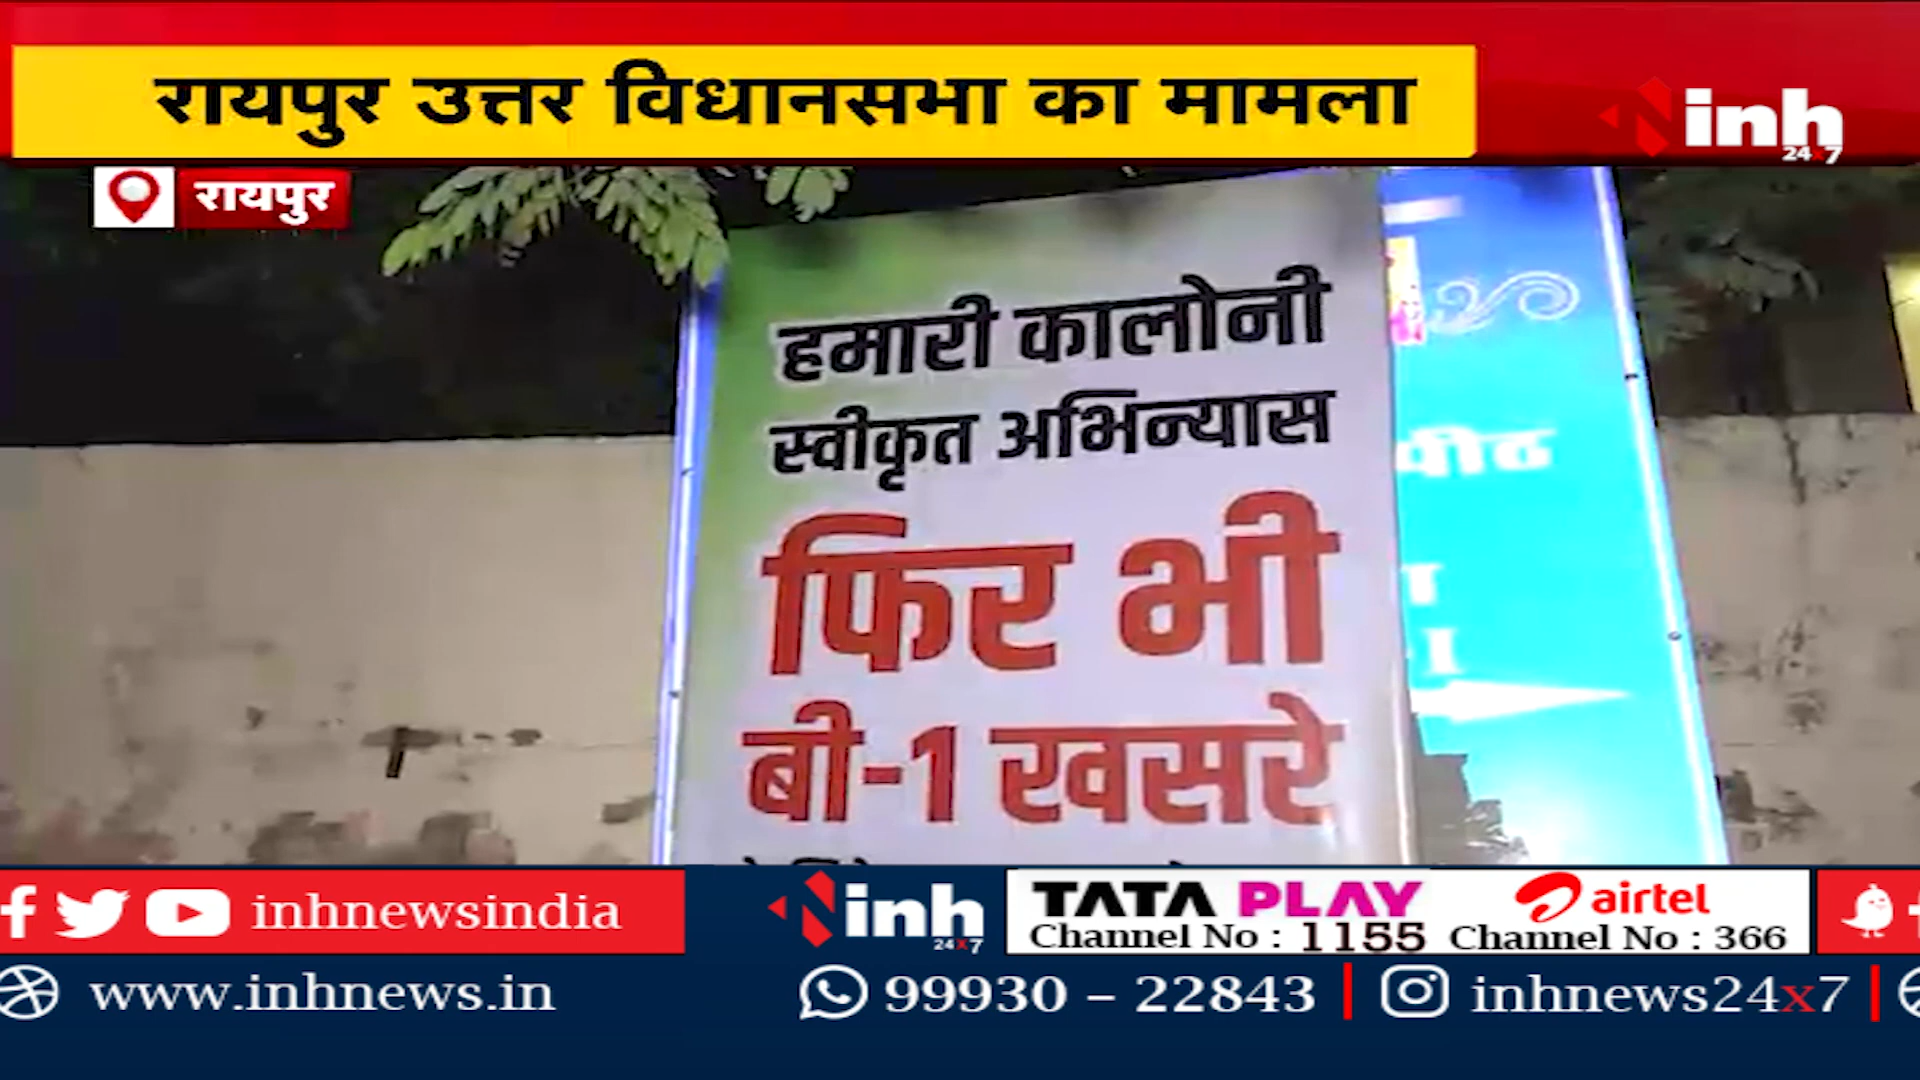 रायपुर उत्तर विधानसभा का मामला
inh
24x7
रायपुर
हमारी कालोनी
स्वीकृत अभिन्यास
फिर भी
बी-1 खसरे
पीठ
inhnewsindia
inh
24x7
TATA PLAY
Channel No : 1155
airtel
Channel No : 366
www.inhnews.in
99930 – 22843
inhnews24x7